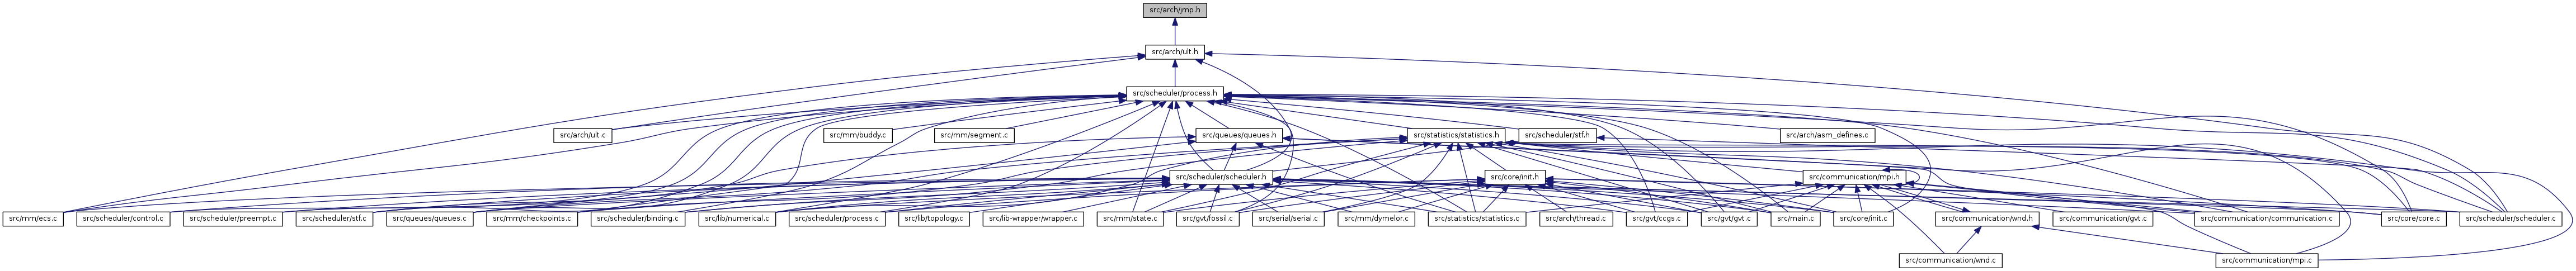 src/arch/jmp.h
src/arch/ult.h
src/scheduler/process.h
src/arch/ult.c
src/mm/buddy.c
src/mm/segment.c
src/queues/queues.h
src/statistics/statistics.h
src/scheduler/stf.h
src/arch/asm_defines.c
src/scheduler/scheduler.h
src/core/init.h
src/communication/mpi.h
src/mm/ecs.c
src/scheduler/control.c
src/scheduler/preempt.c
src/scheduler/stf.c
src/queues/queues.c
src/mm/checkpoints.c
src/scheduler/binding.c
src/lib/numerical.c
src/scheduler/process.c
src/lib/topology.c
src/lib-wrapper/wrapper.c
src/mm/state.c
src/gvt/fossil.c
src/serial/serial.c
src/mm/dymelor.c
src/statistics/statistics.c
src/arch/thread.c
src/gvt/ccgs.c
src/gvt/gvt.c
src/main.c
src/core/init.c
src/communication/wnd.h
src/communication/gvt.c
src/communication/communication.c
src/core/core.c
src/scheduler/scheduler.c
src/communication/wnd.c
src/communication/mpi.c